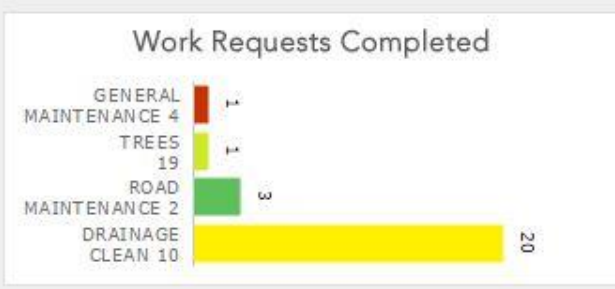 Work Requests Completed
GENERAL
MAINTENANCE 4
1
TREES
19
1
ROAD
MAINTENANCE 2
3
DRAINAGE
CLEAN 10
20